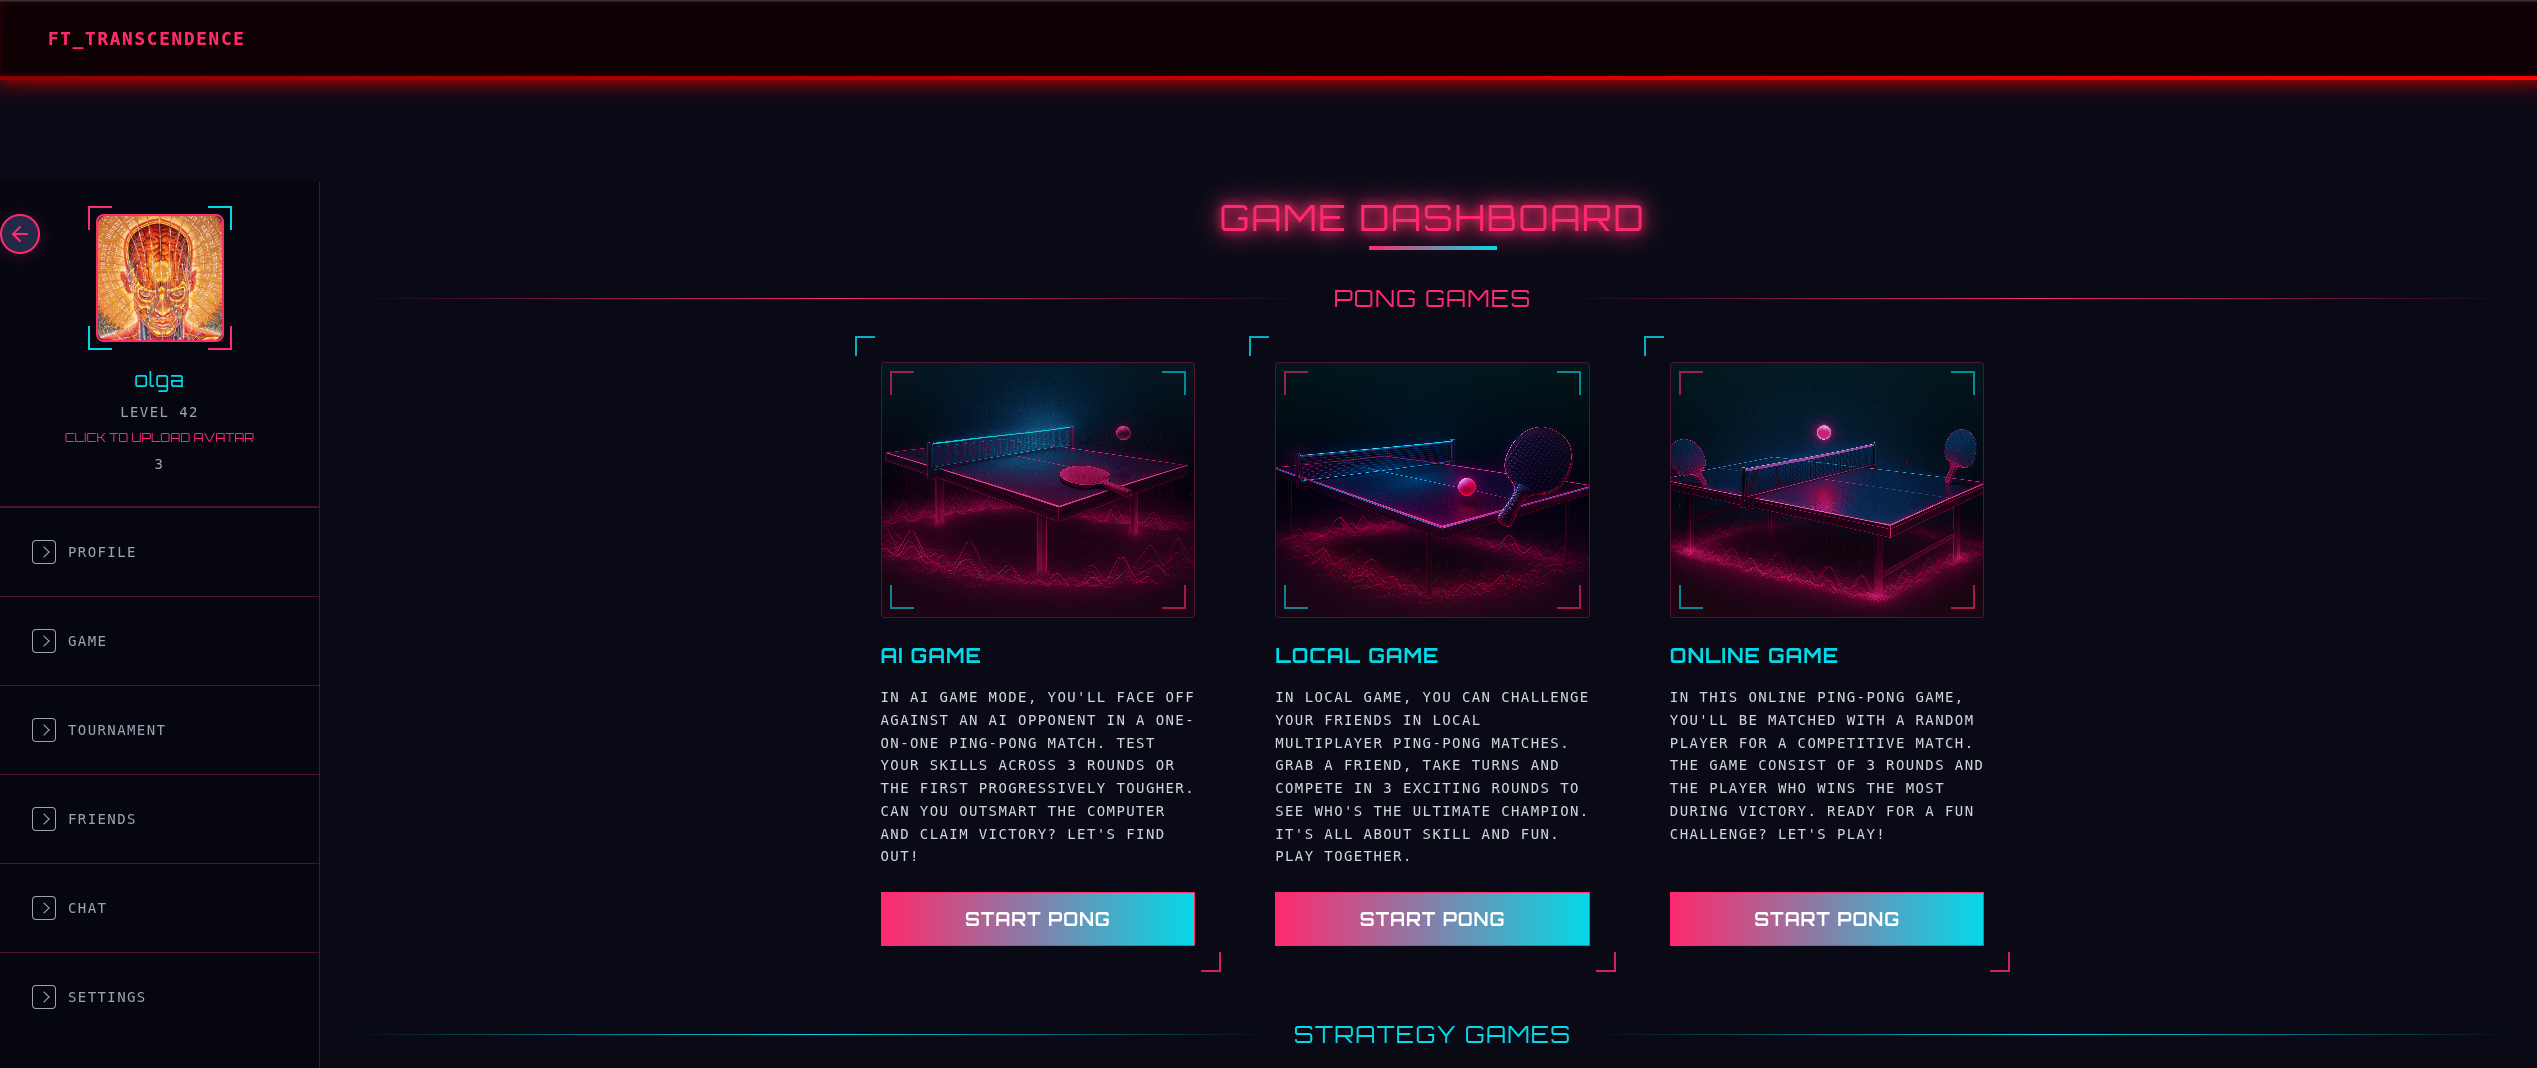 FT_TRANSCENDENCE
olga
LEVEL 42
CLICK TO UPLOAD AVATAR
3
PROFILE
GAME
TOURNAMENT
FRIENDS
CHAT
SETTINGS
GAME DASHBOARD
PONG GAMES
AI GAME
IN AI GAME MODE, YOU'LL FACE OFF
AGAINST AN AI OPPONENT IN A ONE-
ON-ONE PING-PONG MATCH. TEST
YOUR SKILLS ACROSS 3 ROUNDS OR
THE FIRST PROGRESSIVELY TOUGHER.
CAN YOU OUTSMART THE COMPUTER
AND CLAIM VICTORY? LET'S FIND
OUT!
START PONG
LOCAL GAME
IN LOCAL GAME, YOU CAN CHALLENGE
YOUR FRIENDS IN LOCAL
MULTIPLAYER PING-PONG MATCHES.
GRAB A FRIEND, TAKE TURNS AND
COMPETE IN 3 EXCITING ROUNDS TO
SEE WHO'S THE ULTIMATE CHAMPION.
IT'S ALL ABOUT SKILL AND FUN.
PLAY TOGETHER.
START PONG
ONLINE GAME
IN THIS ONLINE PING-PONG GAME,
YOU'LL BE MATCHED WITH A RANDOM
PLAYER FOR A COMPETITIVE MATCH.
THE GAME CONSIST OF 3 ROUNDS AND
THE PLAYER WHO WINS THE MOST
DURING VICTORY. READY FOR A FUN
CHALLENGE? LET'S PLAY!
START PONG
STRATEGY GAMES